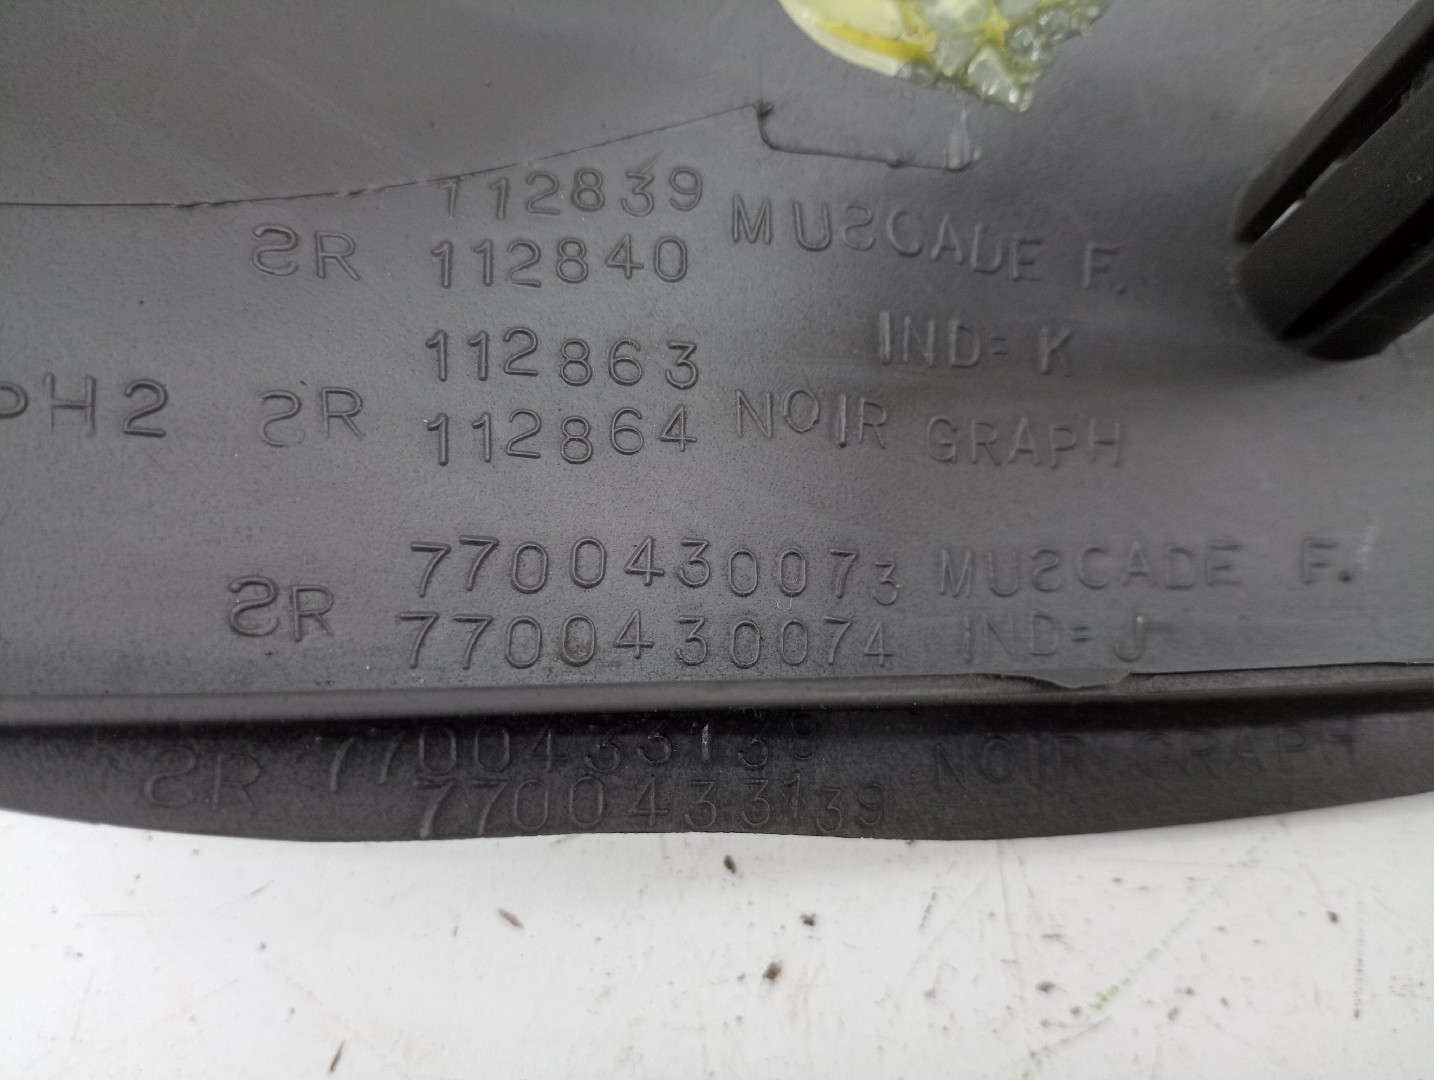 112839
SR 112840 MUSCADE F.
112863 IND= K
PH2 SR 112864 NOIR GRAPH
7700430073 MUSCADE F.
SR 7700430074 IND= J
SR 7700433139 NOIR GRAPH
7700433139